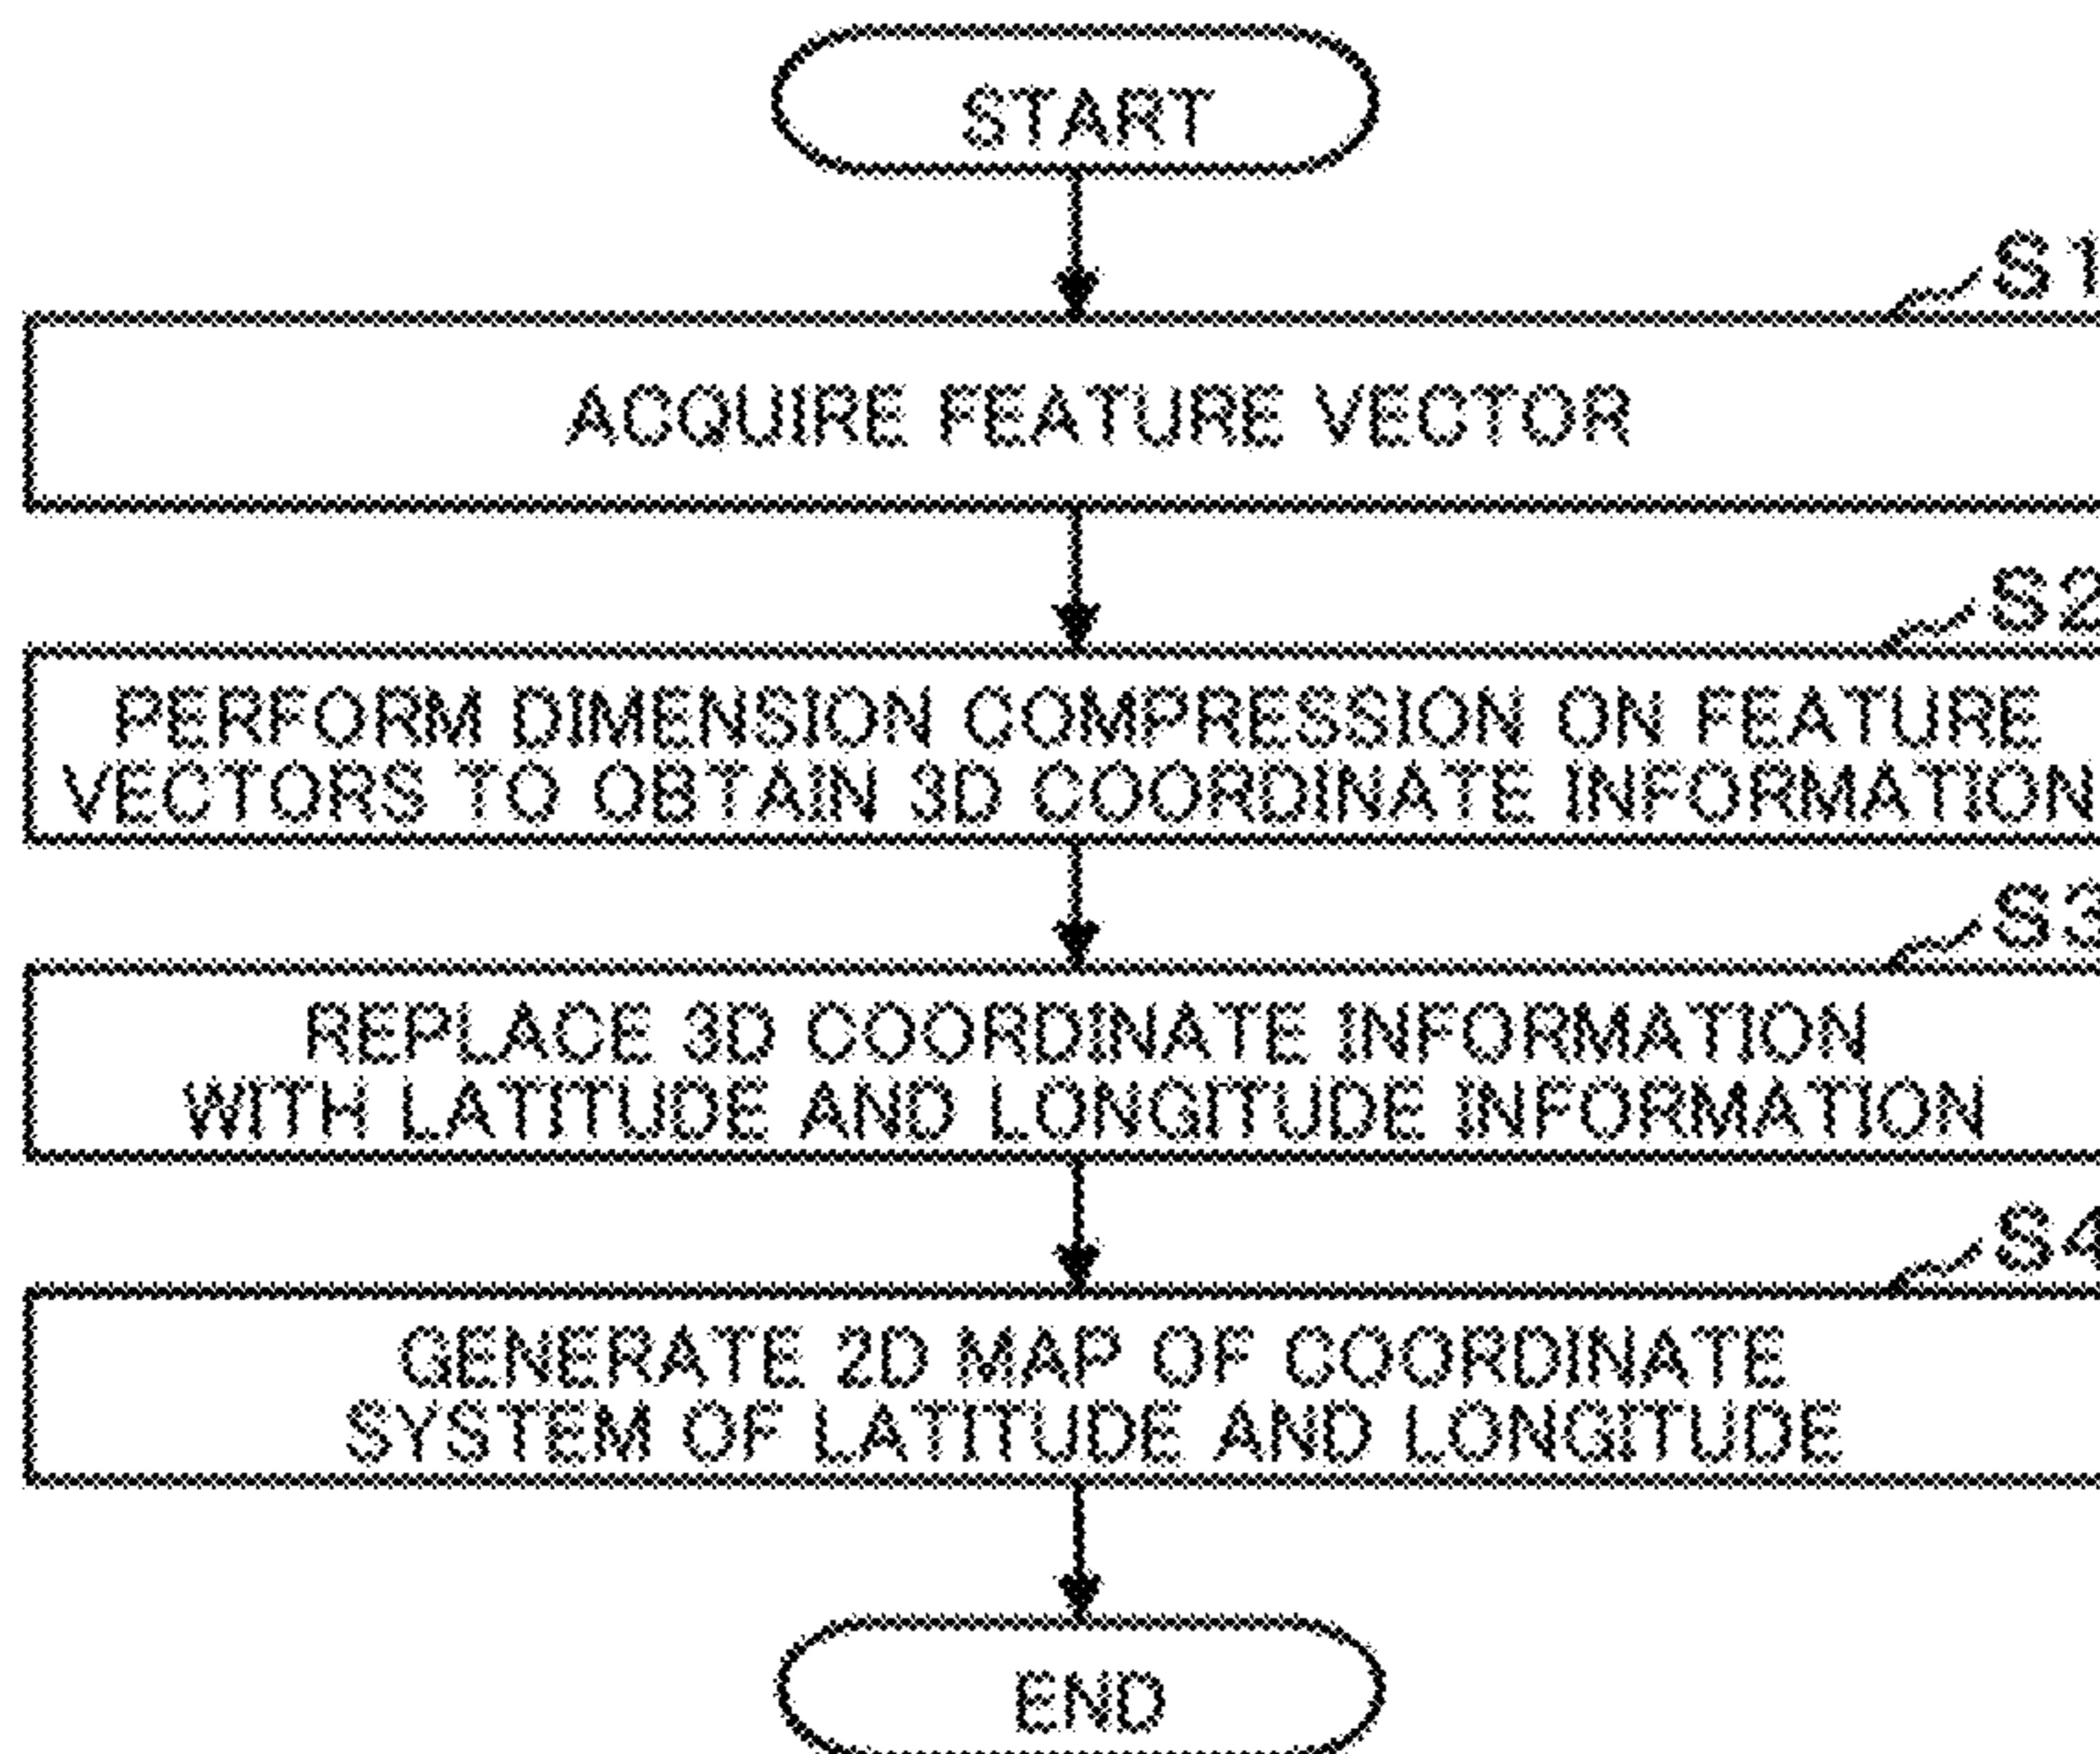 START
S1
ACQUIRE FEATURE VECTOR
S2
PERFORM DIMENSION COMPRESSION ON FEATURE
VECTORS TO OBTAIN 3D COORDINATE INFORMATION
S3
REPLACE 3D COORDINATE INFORMATION
WITH LATITUDE AND LONGITUDE INFORMATION
S4
GENERATE 2D MAP OF COORDINATE
SYSTEM OF LATITUDE AND LONGITUDE
END